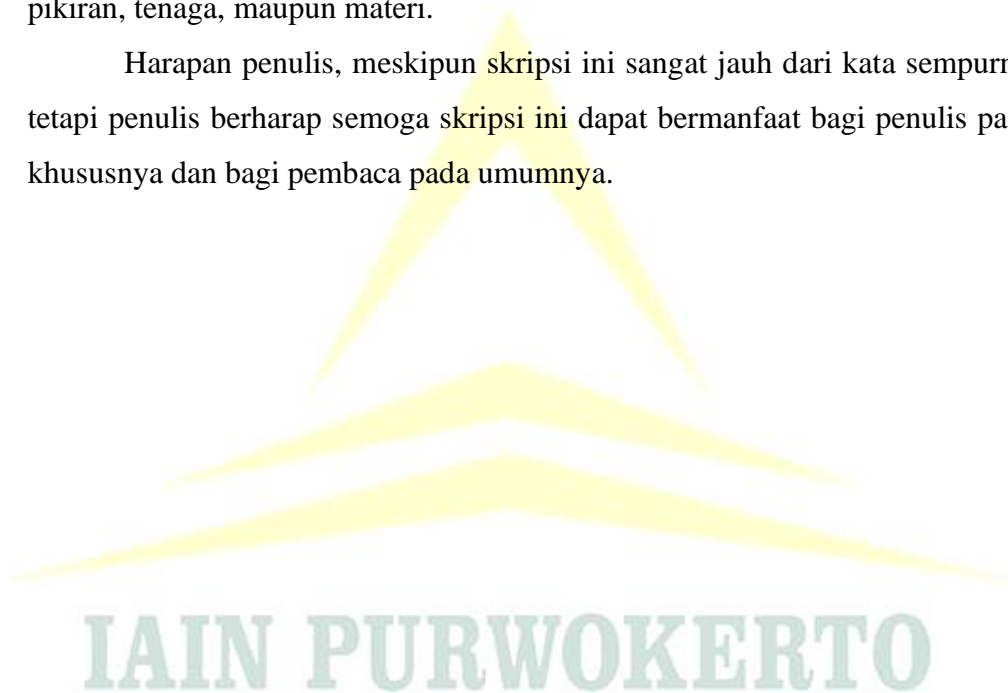 pikiran, tenaga, maupun materi.
Harapan penulis, meskipun skripsi ini sangat jauh dari kata
tetapi penulis berharap semoga skripsi ini dapat bermanfaat bagi penulis
khususnya dan bagi pembaca pada umumnya.
IAIN PURWOKERTO